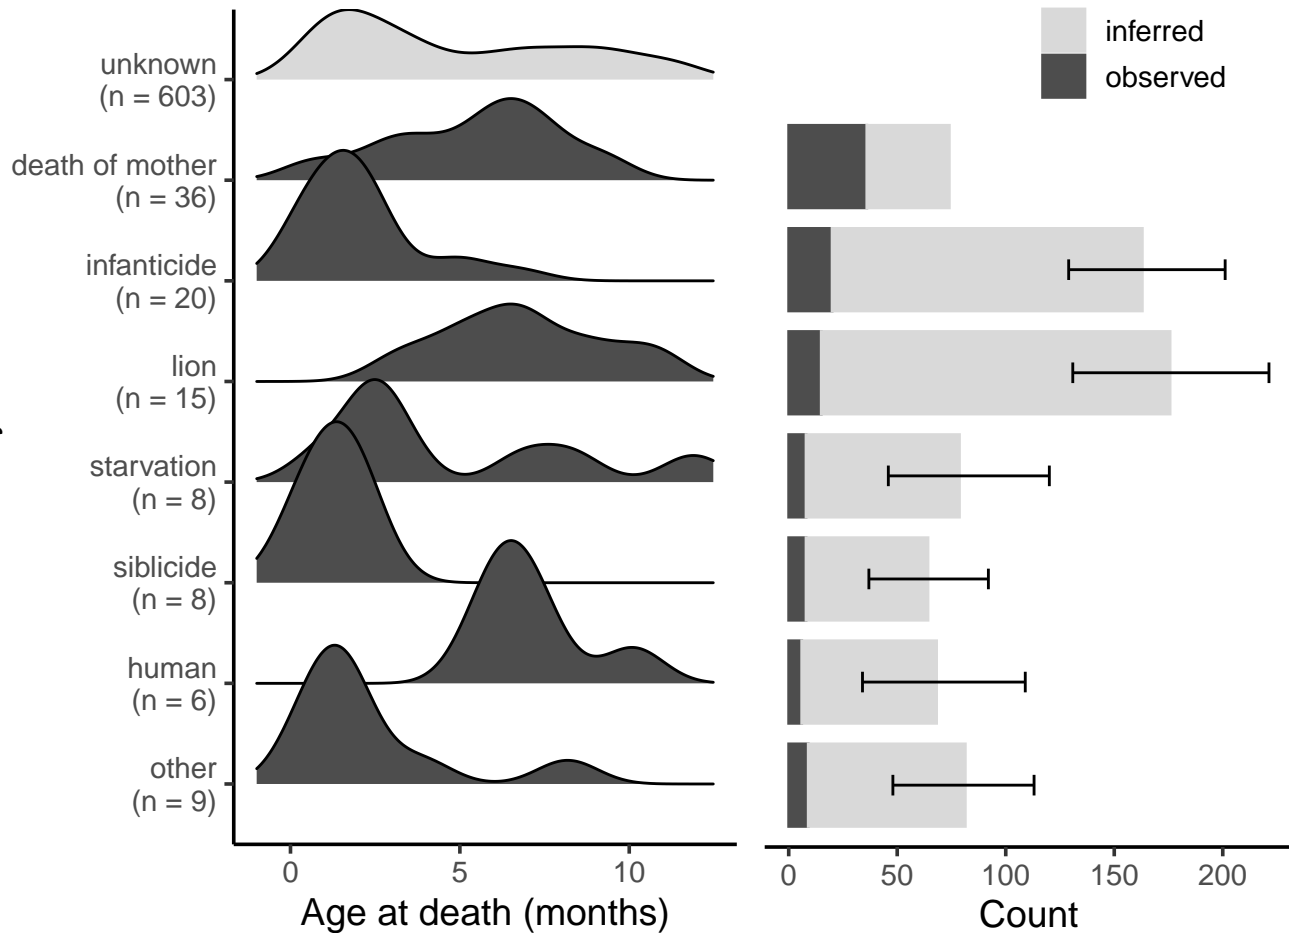 unknown
(n = 603)
death of mother
(n = 36)
infanticide
(n = 20)
lion
(n = 15)
starvation
(n = 8)
siblicide
(n = 8)
human
(n = 6)
other
(n = 9)
0 5 10
Age at death (months)
inferred
observed
0 50 100 150 200
Count